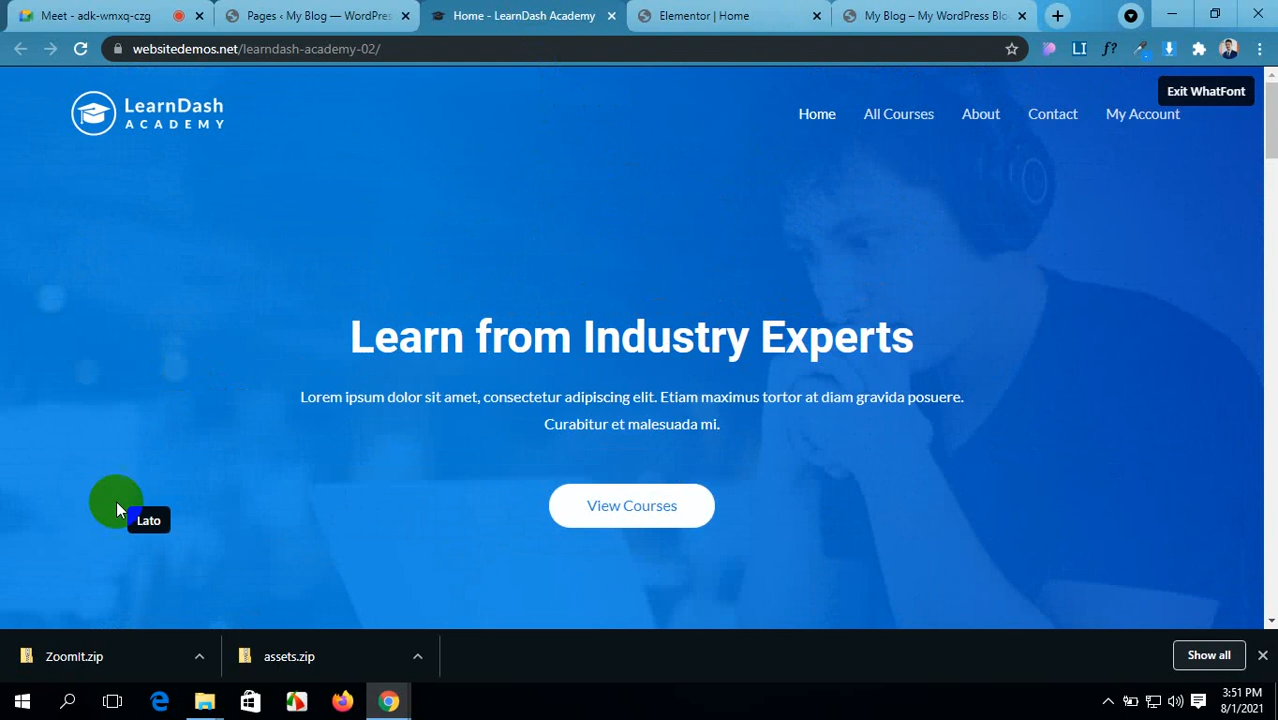 Meet - adk-wmxq-czg
Pages ‹ My Blog — WordPres
Home - LearnDash Academy
Elementor | Home
My Blog – My WordPress Blo
websitedemos.net/learndash-academy-02/
Exit WhatFont
LearnDash
ACADEMY
Home
All Courses
About
Contact
My Account
Learn from Industry Experts
Lorem ipsum dolor sit amet, consectetur adipiscing elit. Etiam maximus tortor at diam gravida posuere.
Curabitur et malesuada mi.
View Courses
Lato
ZoomIt.zip
assets.zip
Show all
3:51 PM
8/1/2021